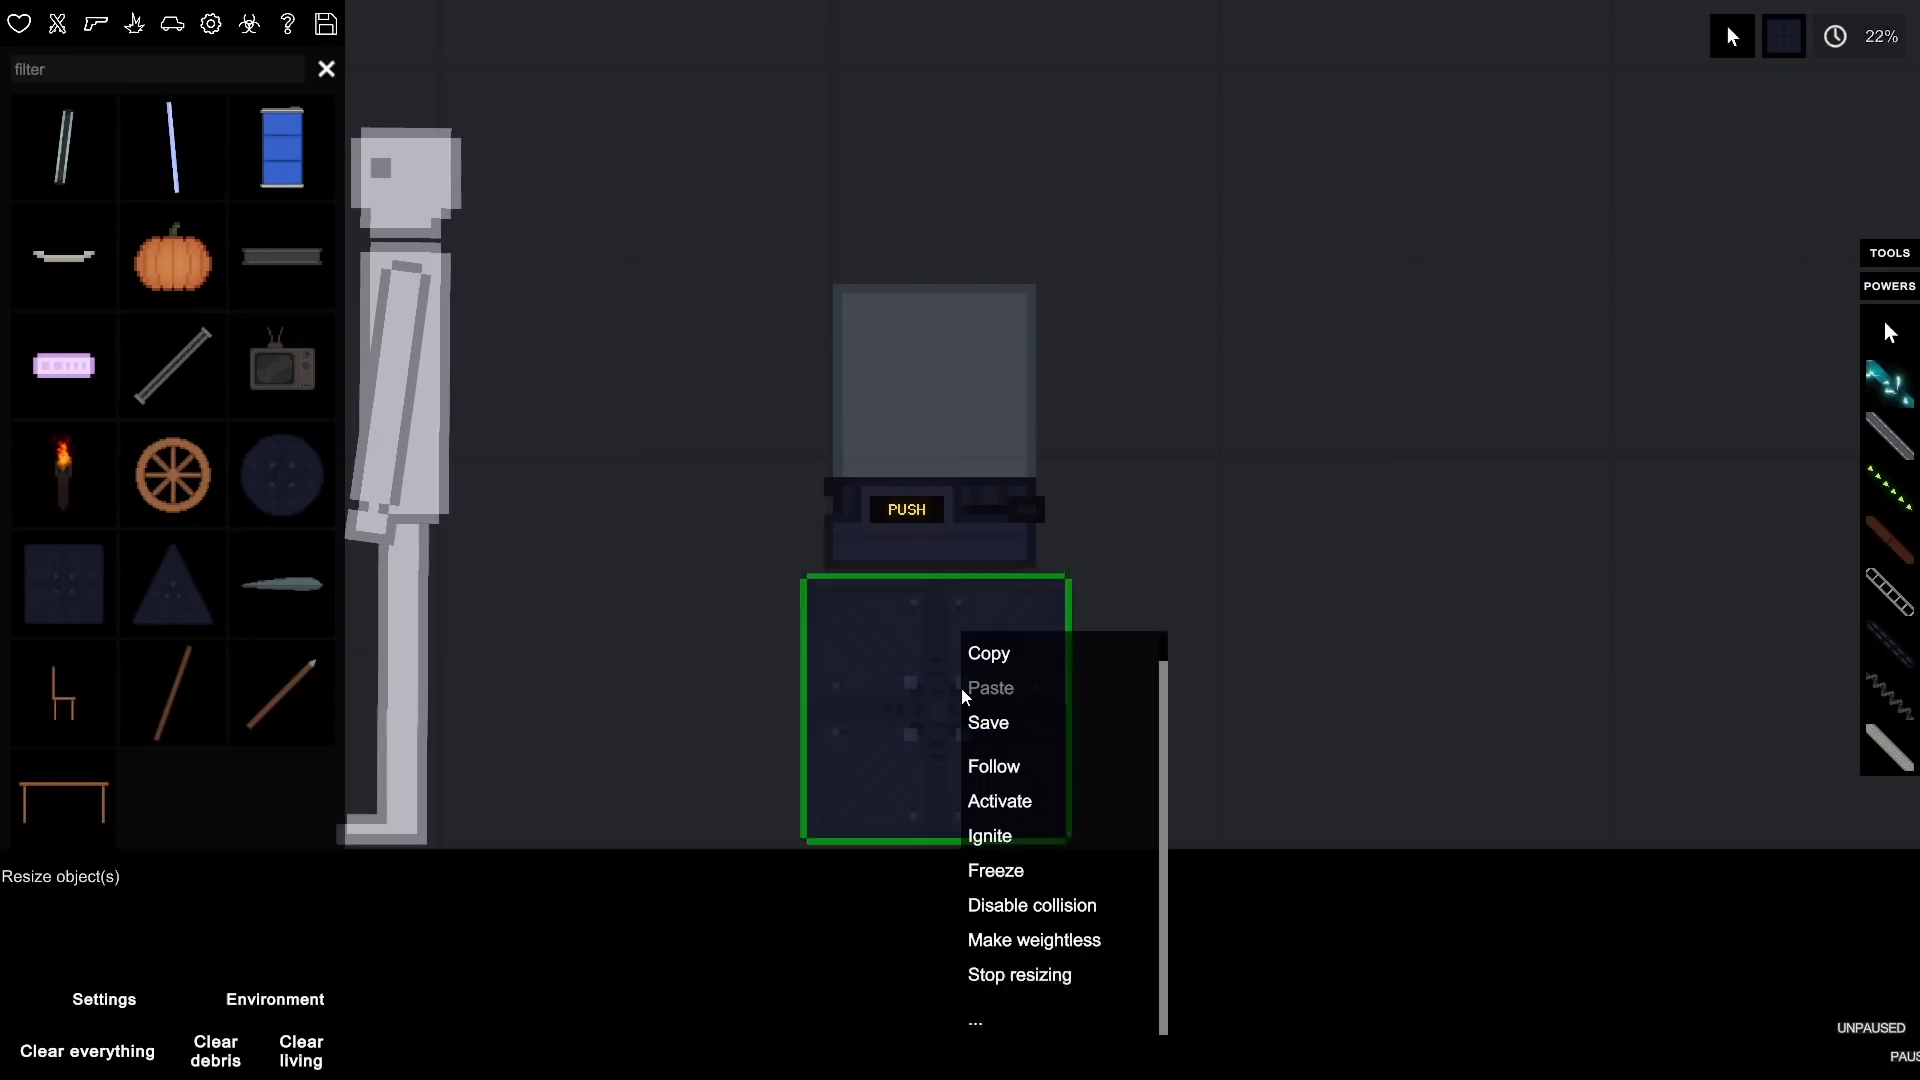 filter
22%
TOOLS
POWERS
PUSH
Copy
Paste
Save
Follow
Activate
Ignite
Freeze
Disable collision
Make weightless
Stop resizing
...
Resize object(s)
Settings
Environment
Clear everything
Clear
debris
Clear
living
UNPAUSED
PAUS